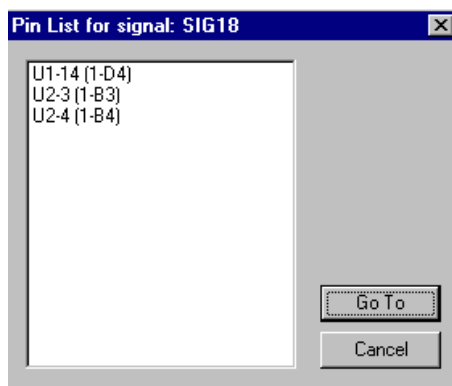 Pin List for signal: SIG18
U1-14 (1-D4)
U2-3 (1-B3)
U2-4 (1-B4)
Go To
Cancel